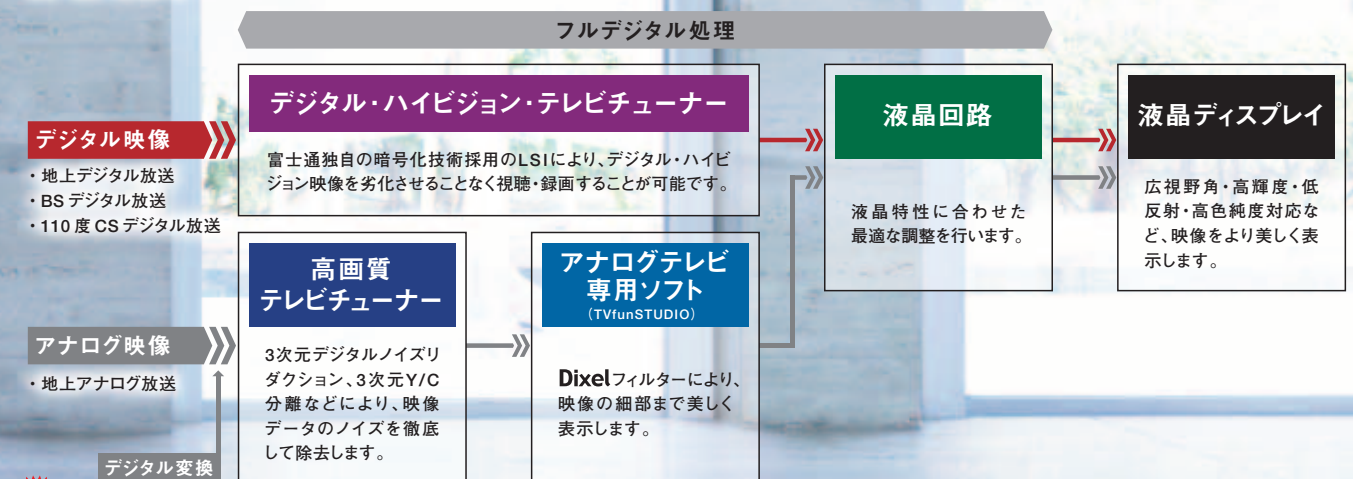 フルデジタル処理
デジタル映像
・地上デジタル放送
・BSデジタル放送
・110度CSデジタル放送
デジタル・ハイビジョン・テレビチューナー
富士通独自の暗号化技術採用のLSIにより、デジタル・ハイビ
ジョン映像を劣化させることなく視聴・録画することが可能です。
液晶回路
液晶特性に合わせた
最適な調整を行います。
液晶ディスプレイ
広視野角・高輝度・低
反射・高色純度対応な
ど、映像をより美しく表
示します。
アナログ映像
・地上アナログ放送
デジタル変換
高画質
テレビチューナー
3次元デジタルノイズリ
ダクション、3次元Y/C
分離などにより、映像
データのノイズを徹底
して除去します。
アナログテレビ
専用ソフト
（TVfunSTUDIO）
Dixelフィルターにより、
映像の細部まで美しく
表示します。